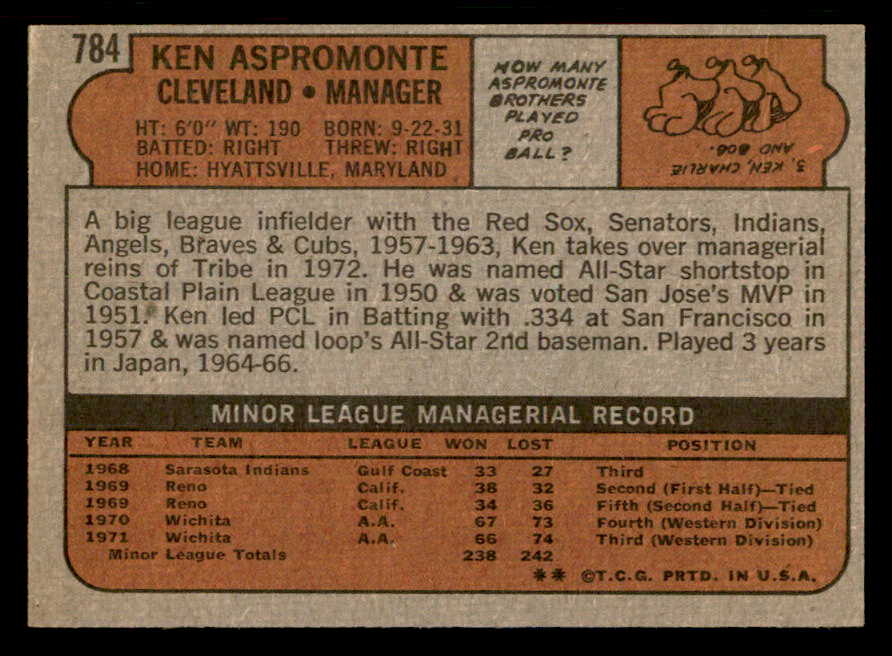 784
KEN ASPROMONTE
CLEVELAND • MANAGER
HT: 6'0" WT: 190 BORN: 9-22-31
BATTED: RIGHT THREW: RIGHT
HOME: HYATTSVILLE, MARYLAND
HOW MANY
ASPROMONTE
BROTHERS
PLAYED
PRO
BALL?
3, KEN, CHARLIE
AND BOB.
A big league infielder with the Red Sox, Senators, Indians,
Angels, Braves & Cubs, 1957-1963, Ken takes over managerial
reins of Tribe in 1972. He was named All-Star shortstop in
Coastal Plain League in 1950 & was voted San Jose's MVP in
1951. Ken led PCL in Batting with .334 at San Francisco in
1957 & was named loop's All-Star 2nd baseman. Played 3 years
in Japan, 1964-66.
MINOR LEAGUE MANAGERIAL RECORD
YEAR TEAM LEAGUE WON LOST POSITION
1968 Sarasota Indians Gulf Coast 33 27 Third
1969 Reno Calif. 38 32 Second (First Half)—Tied
1969 Reno Calif. 34 36 Fifth (Second Half)—Tied
1970 Wichita A.A. 67 73 Fourth (Western Division)
1971 Wichita A.A. 66 74 Third (Western Division)
Minor League Totals 238 242
** ©T.C.G. PRTD. IN U.S.A.